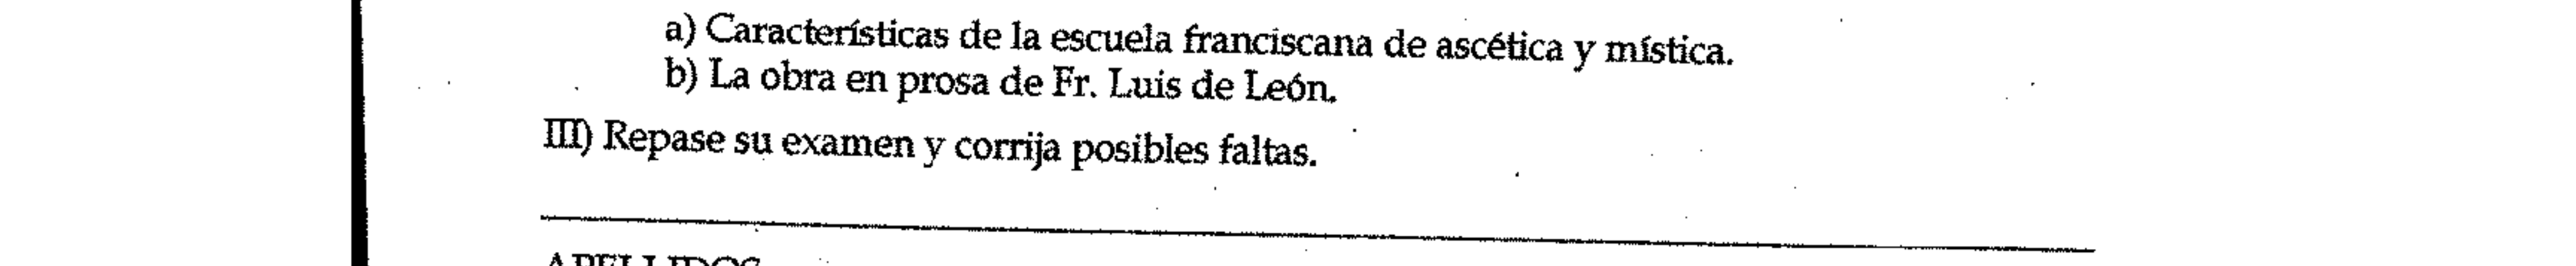 a) Características de la escuela franciscana de ascética y mística.
b) La obra en prosa de Fr. Luis de León.
III) Repase su examen y corrija posibles faltas.
APELLIDOS